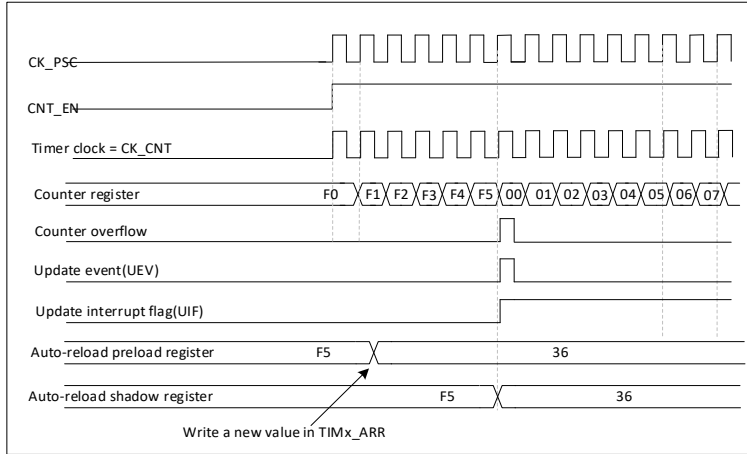 CK_PSC
CNT_EN
Timer clock = CK_CNT
Counter register F0 F1 F2 F3 F4 F5 00 01 02 03 04 05 06 07
Counter overflow
Update event(UEV)
Update interrupt flag(UIF)
Auto-reload preload register F5 36
Auto-reload shadow register F5 36
Write a new value in TIMx_ARR